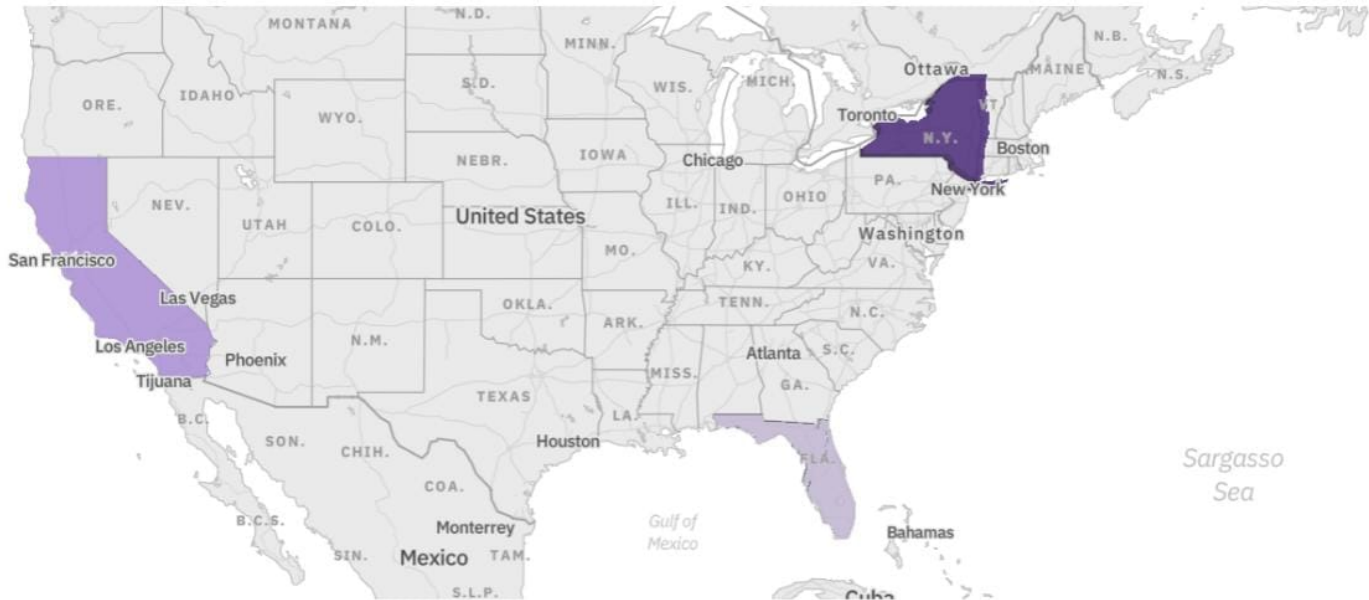 N.D.
MONTANA
MINN.
N.B.
Ottawa
MAINE
WIS.
MICH.
N.S.
S.D.
IDAHO
ORE.
VT.
WYO.
Toronto
N.Y.
Boston
IOWA
Chicago
NEBR.
PA.
New York
OHIO
NEV.
ILL.
IND.
United States
UTAH
COLO.
Washington
MO.
San Francisco
KY.
VA.
Las Vegas
TENN.
OKLA.
N.C.
ARK.
N.M.
Los Angeles
Phoenix
Atlanta
S.C.
MISS.
Tijuana
GA.
TEXAS
B.C.
LA.
SON.
Houston
CHIH.
FLA.
Sargasso
Sea
COA.
B.C.S.
Gulf of
Mexico
Monterrey
Bahamas
SIN.
Mexico
TAM.
S.L.P.
Cuba